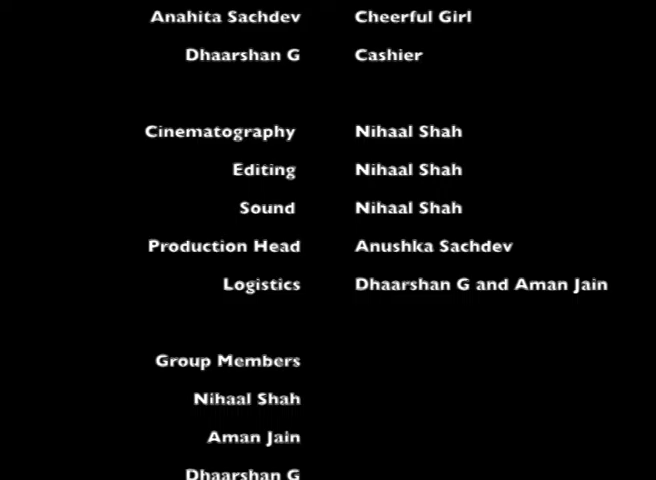 Anahita Sachdev Cheerful Girl
Dhaarshan G Cashier
Cinematography Nihaal Shah
Editing Nihaal Shah
Sound Nihaal Shah
Production Head Anushka Sachdev
Logistics Dhaarshan G and Aman Jain
Group Members
Nihaal Shah
Aman Jain
Dhaarshan G